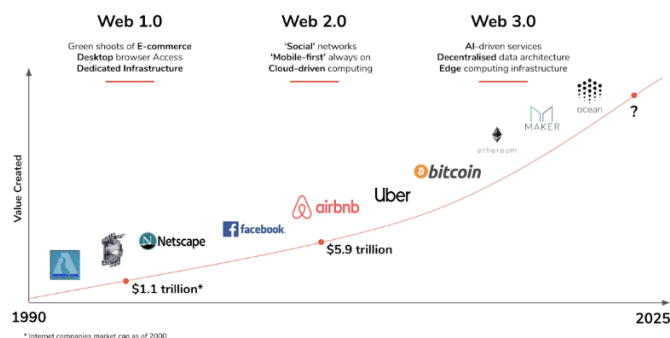 Web 1.0
Green shoots of E-commerce
Desktop browser Access
Dedicated Infrastructure
Web 2.0
'Social' networks
'Mobile-first' always on
Cloud-driven computing
Web 3.0
AI-driven services
Decentralised data architecture
Edge computing infrastructure
Value Created
ocean
?
MAKER
ethereum
bitcoin
Uber
airbnb
facebook.
Netscape
$5.9 trillion
$1.1 trillion*
1990
2025
* Internet companies market cap as of 2000